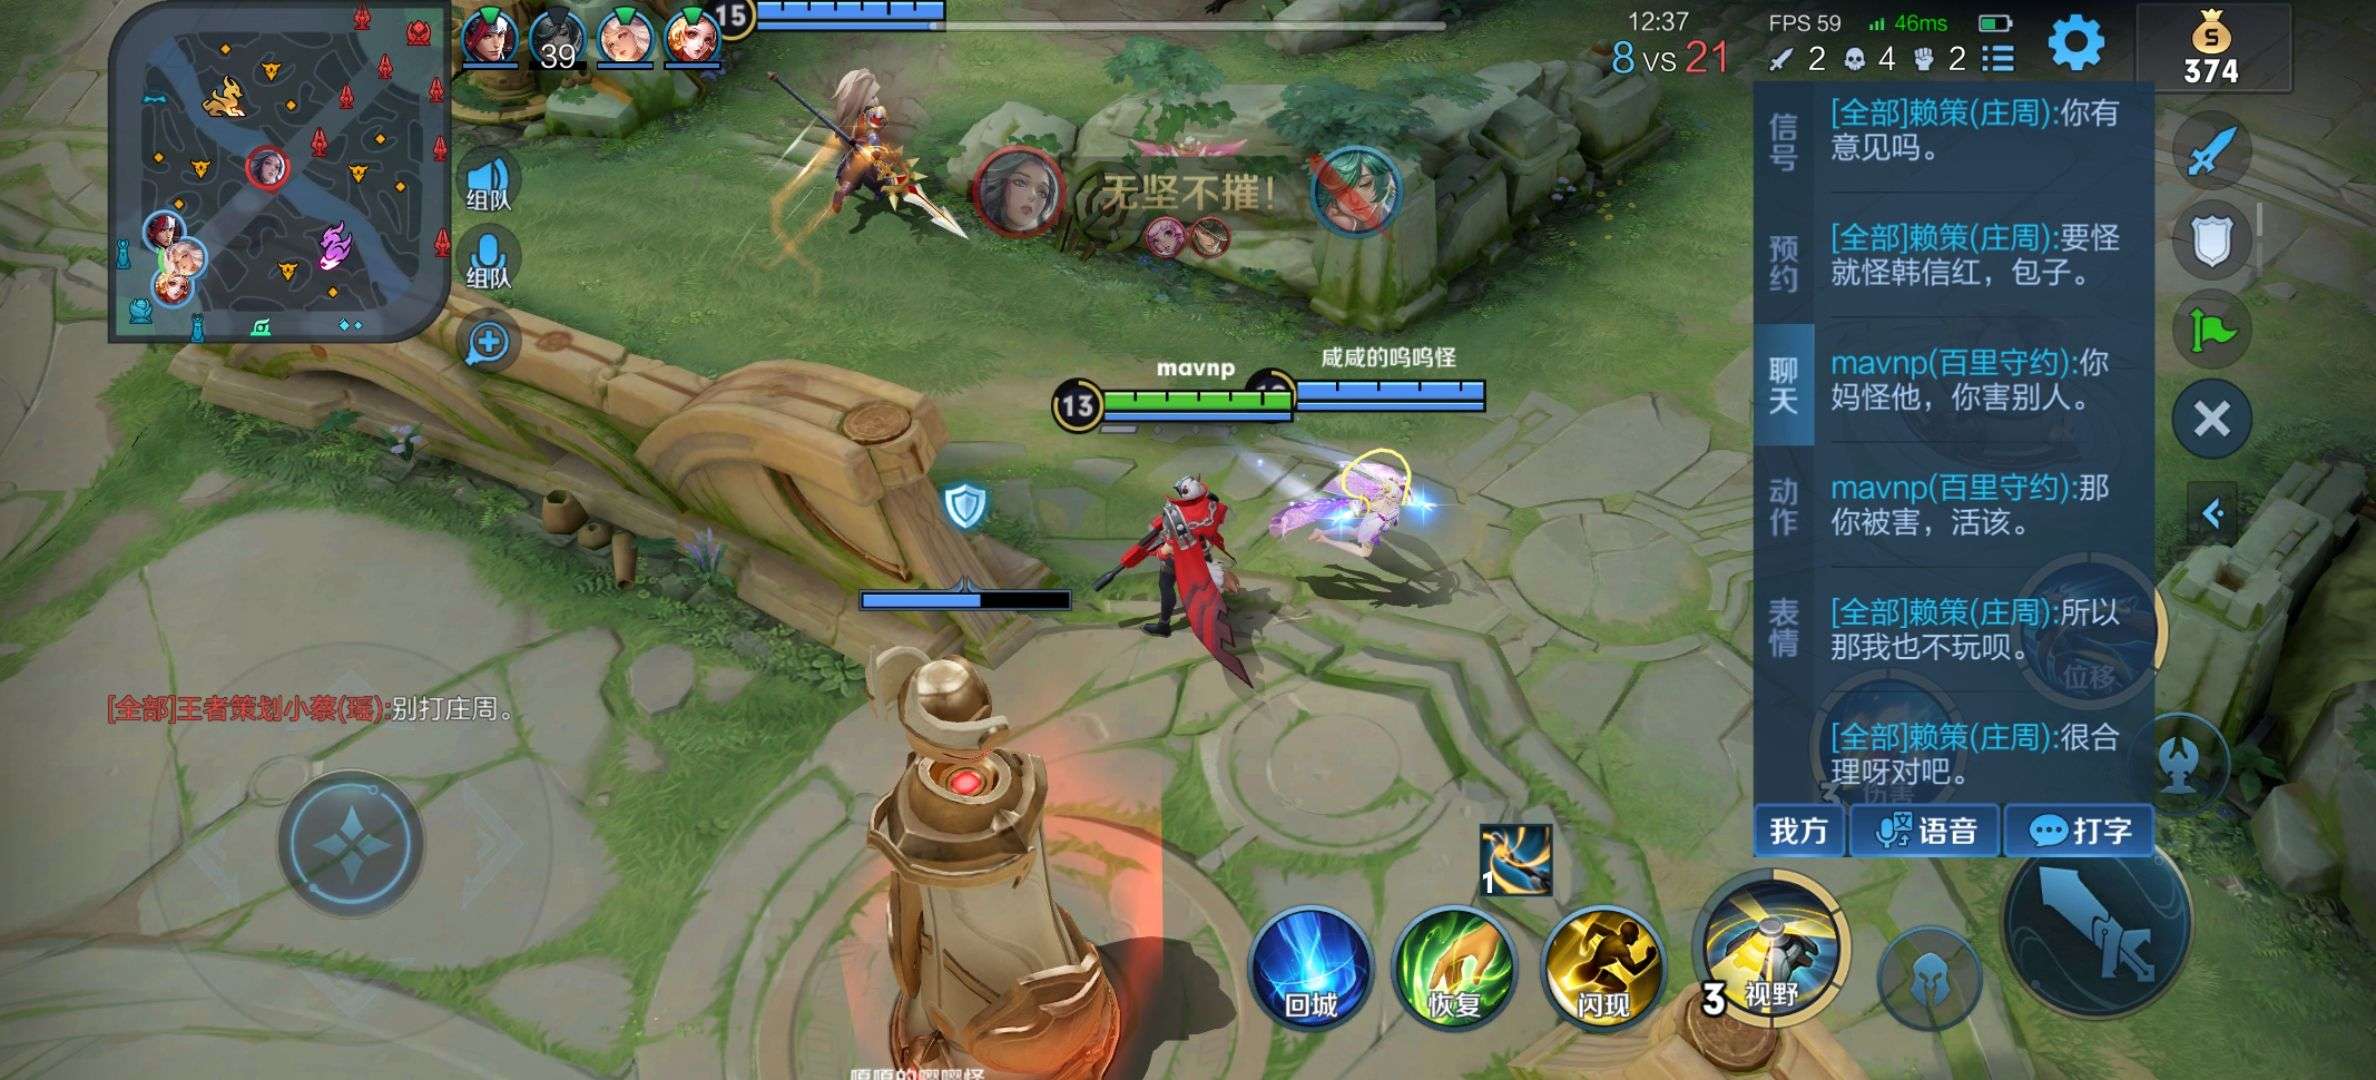 15
39
12:37
FPS 59
46ms
8 VS 21
2
4
2
374
组队
组队
无坚不摧!
信号
预约
聊天
动作
表情
[全部]赖策(庄周):你有
意见吗。
[全部]赖策(庄周):要怪
就怪韩信红，包子。
mavnp(百里守约):你
妈怪他，你害别人。
mavnp(百里守约):那
你被害，活该。
[全部]赖策(庄周):所以
那我也不玩呗。
[全部]赖策(庄周):很合
理呀对吧。
mavnp
13
咸咸的呜呜怪
位移
[全部]王者策划小蔡(瑶):别打庄周。
3
伤害
我方
语音
打字
1
回城
恢复
闪现
3
视野